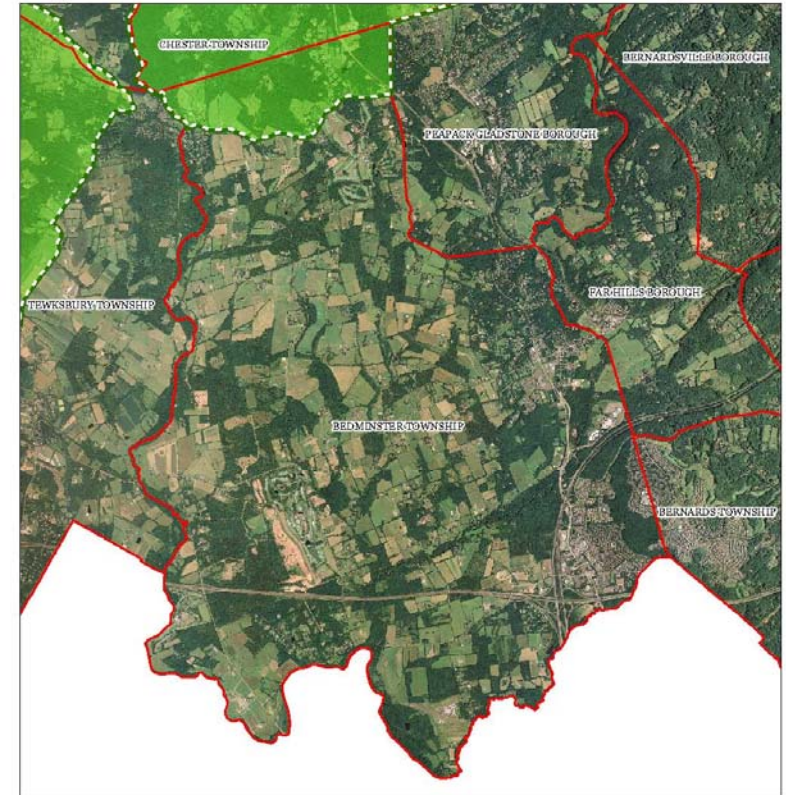 CHESTER TOWNSHIP
BERNARDSVILLE BOROUGH
PEAPACK GLADSTONE BOROUGH
FAR HILLS BOROUGH
TEWKSBURY TOWNSHIP
BEDMINSTER TOWNSHIP
BERNARDS TOWNSHIP